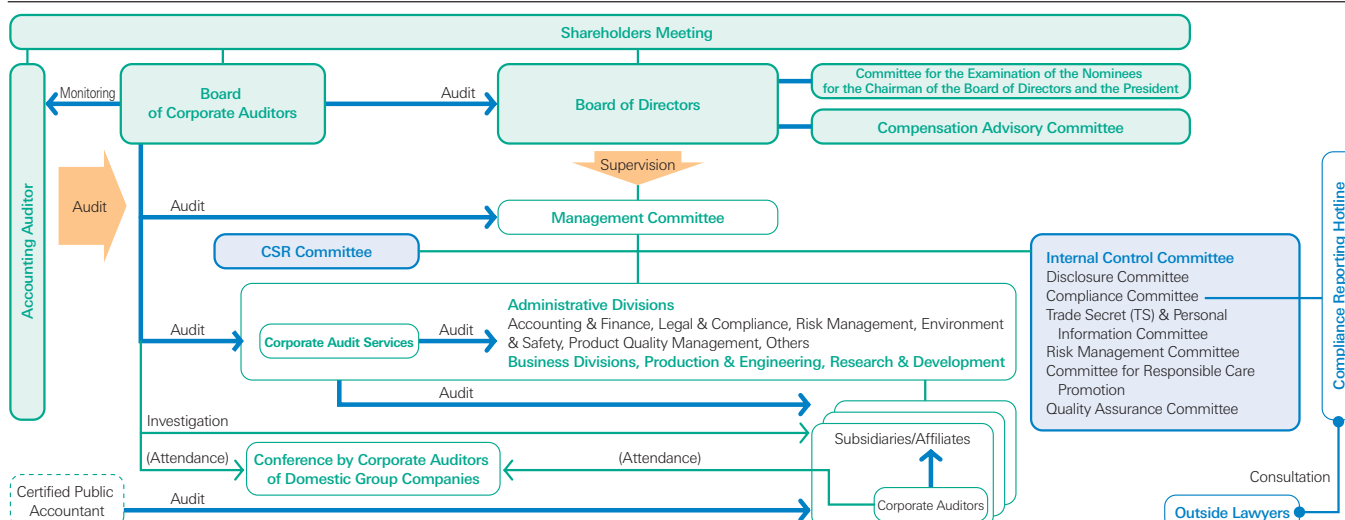 Shareholders Meeting
Accounting Auditor
Monitoring
Board
of Corporate Auditors
Audit
Board of Directors
Committee for the Examination of the Nominees
for the Chairman of the Board of Directors and the President
Compensation Advisory Committee
Supervision
Audit
Audit
Management Committee
CSR Committee
Internal Control Committee
Disclosure Committee
Compliance Committee
Trade Secret (TS) & Personal
Information Committee
Risk Management Committee
Committee for Responsible Care
Promotion
Quality Assurance Committee
Compliance Reporting Hotline
Audit
Corporate Audit Services
Audit
Administrative Divisions
Accounting & Finance, Legal & Compliance, Risk Management, Environment
& Safety, Product Quality Management, Others
Business Divisions, Production & Engineering, Research & Development
Audit
Investigation
Subsidiaries/Affiliates
(Attendance)
Conference by Corporate Auditors
of Domestic Group Companies
(Attendance)
Corporate Auditors
Certified Public
Accountant
Audit
Consultation
Outside Lawyers